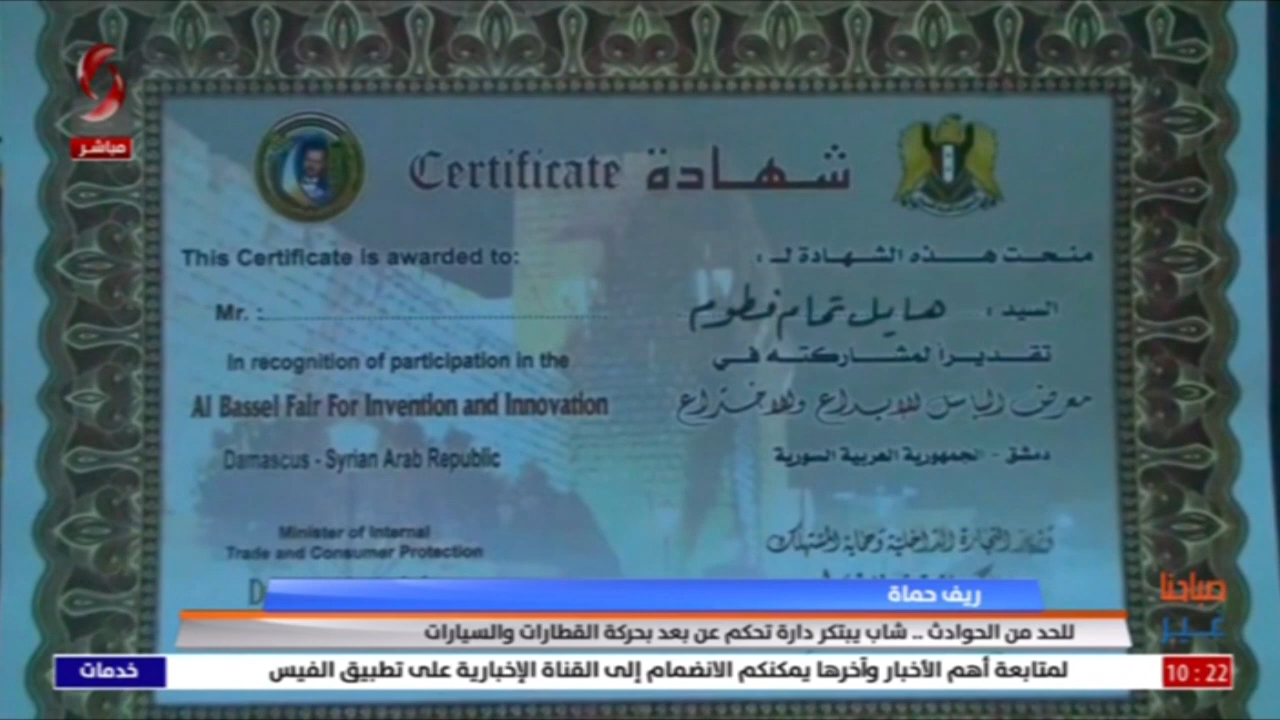 مباشر
Certificate شهادة
This Certificate is awarded to:
منحت هذه الشهادة لـ :
Mr. :
السيد : هايل تمام فطوم
In recognition of participation in the
تقديراً لمشاركته في
Al Bassel Fair For Invention and Innovation
معرض الباسل للإبداع والاختراع
Damascus - Syrian Arab Republic
دمشق - الجمهورية العربية السورية
Minister of Internal
Trade and Consumer Protection
وزير التجارة الداخلية وحماية المستهلك
صباحنا
غير
ريف حماة
للحد من الحوادث .. شاب يبتكر دارة تحكم عن بعد بحركة القطارات والسيارات
خدمات
لمتابعة أهم الأخبار وآخرها يمكنكم الانضمام إلى القناة الإخبارية على تطبيق الفيس
10 : 22